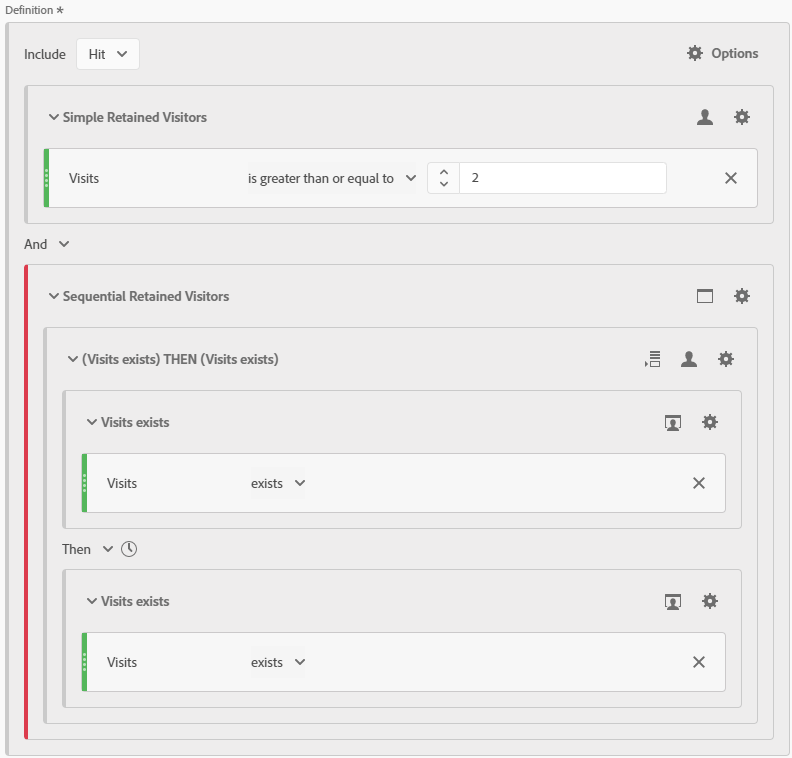 Definition *
Include Hit Options
Simple Retained Visitors
Visits is greater than or equal to 2
And
Sequential Retained Visitors
(Visits exists) THEN (Visits exists)
Visits exists
Visits exists
Then
Visits exists
Visits exists